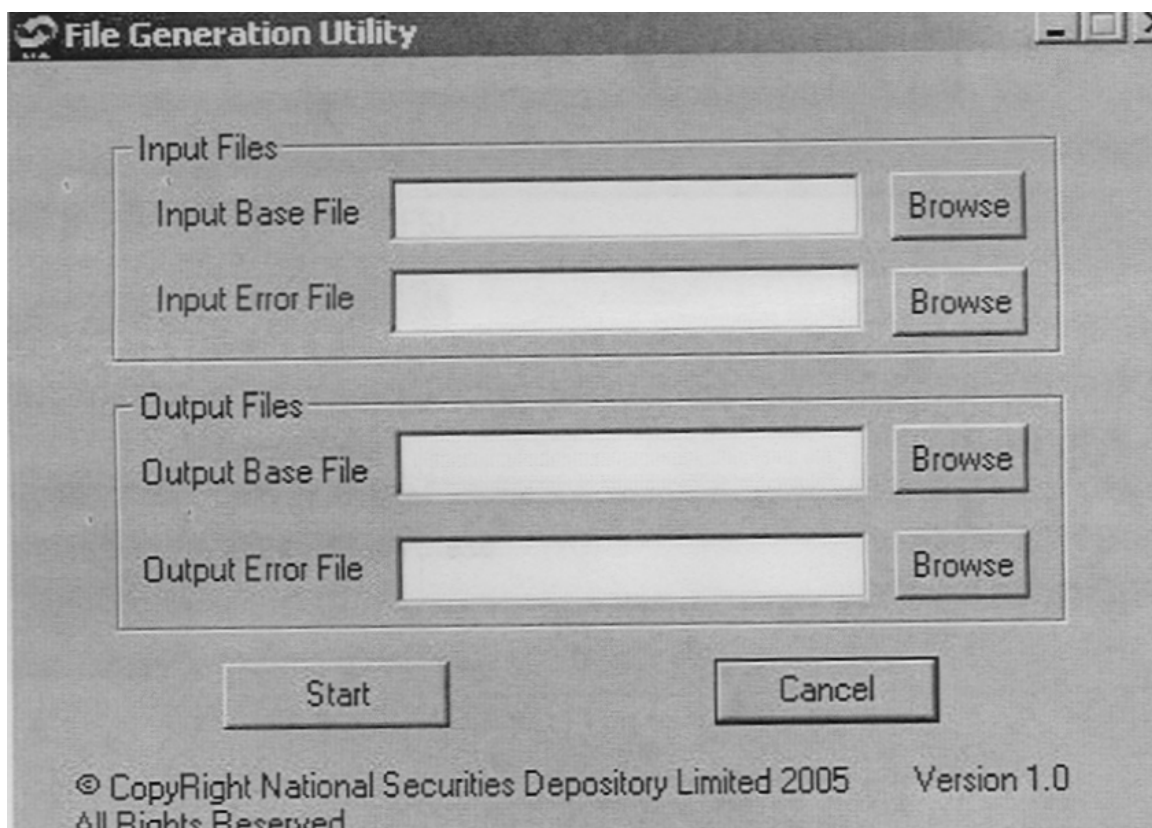 File Generation Utility
Input Files
Input Base File
Browse
Input Error File
Browse
Output Files
Output Base File
Browse
Output Error File
Browse
Start
Cancel
© CopyRight National Securities Depository Limited 2005 Version 1.0
All Rights Reserved